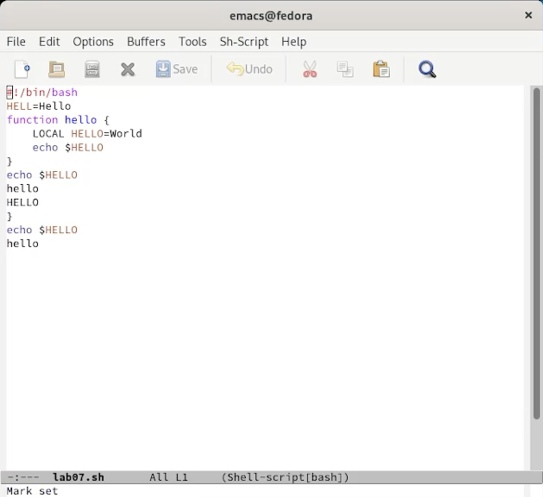 emacs@fedora ×
File Edit Options Buffers Tools Sh-Script Help
Save Undo
#!/bin/bash
HELL=Hello
function hello {
    LOCAL HELLO=World
    echo $HELLO
}
echo $HELLO
hello
HELLO
}
echo $HELLO
hello
-:--- lab07.sh All L1 (Shell-script[bash])
Mark set